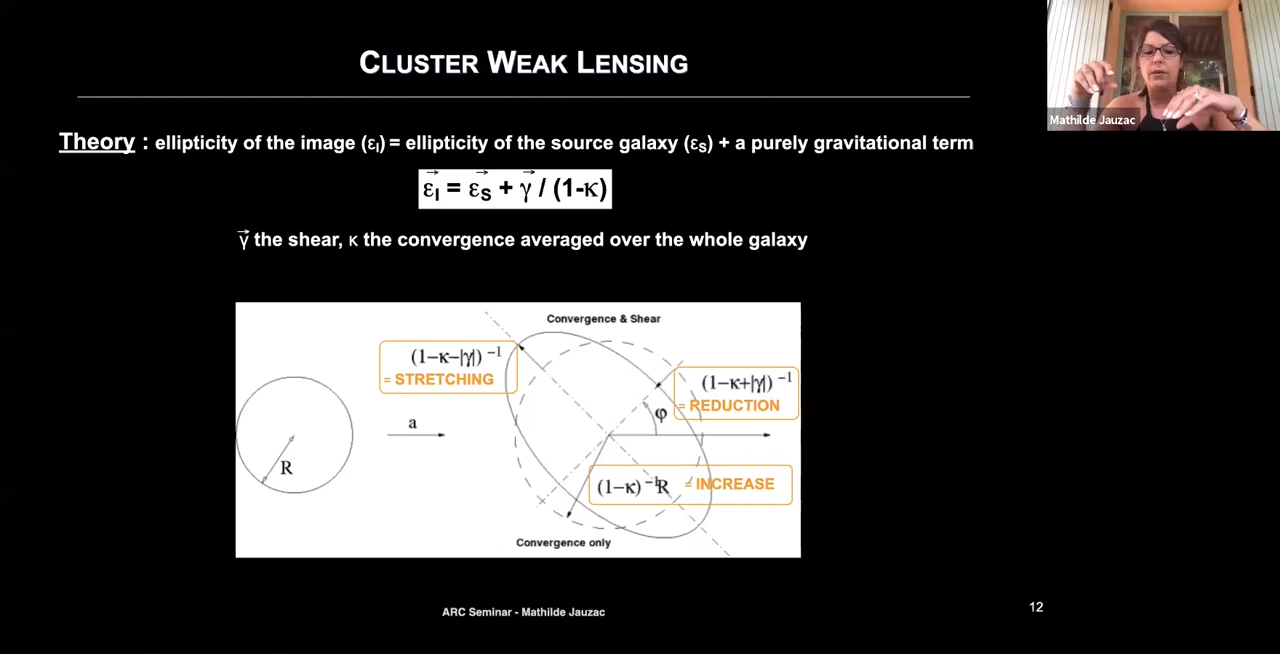 CLUSTER WEAK LENSING
Mathilde Jauzac
Theory : ellipticity of the image (εI) = ellipticity of the source galaxy (εS) + a purely gravitational term
εI = εS + γ / (1-κ)
γ the shear, κ the convergence averaged over the whole galaxy
Convergence & Shear
(1−κ−|γ|) −1
= STRETCHING
(1−κ+|γ|) −1
= REDUCTION
a
φ
R
(1−κ) −1R = INCREASE
Convergence only
ARC Seminar - Mathilde Jauzac
12